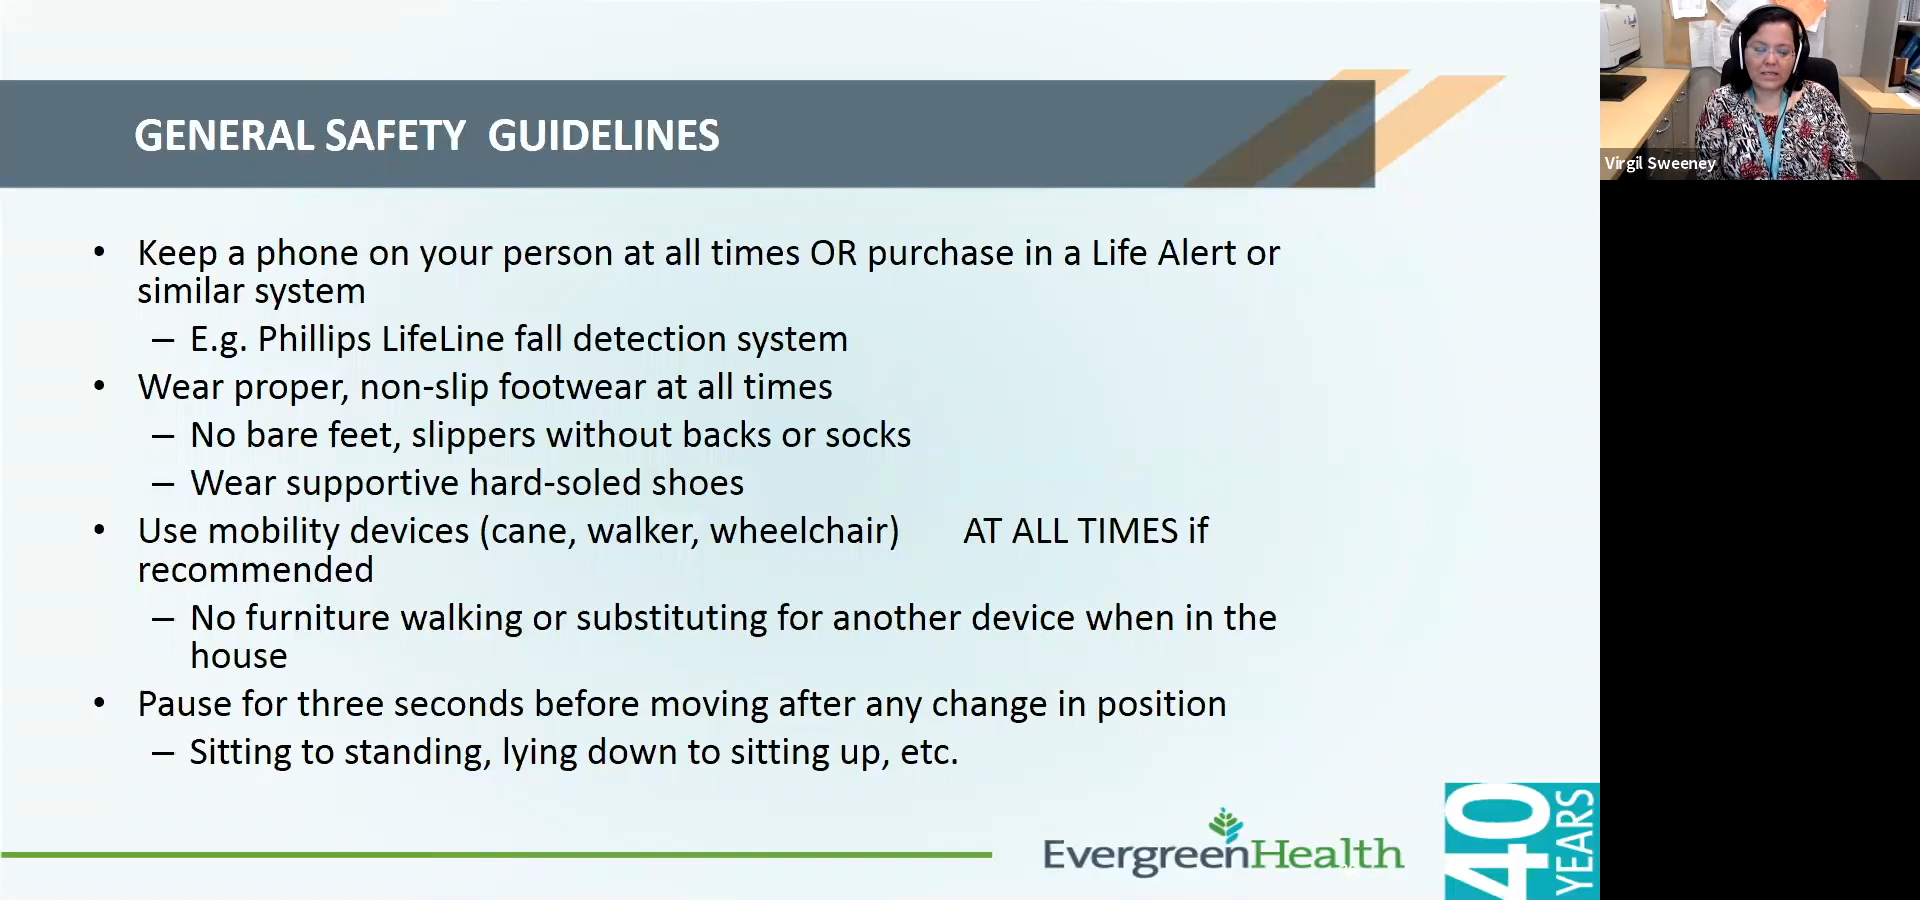 GENERAL SAFETY GUIDELINES
Virgil Sweeney
• Keep a phone on your person at all times OR purchase in a Life Alert or
similar system
– E.g. Phillips LifeLine fall detection system
• Wear proper, non-slip footwear at all times
– No bare feet, slippers without backs or socks
– Wear supportive hard-soled shoes
• Use mobility devices (cane, walker, wheelchair) AT ALL TIMES if
recommended
– No furniture walking or substituting for another device when in the
house
• Pause for three seconds before moving after any change in position
– Sitting to standing, lying down to sitting up, etc.
EvergreenHealth
40
YEARS